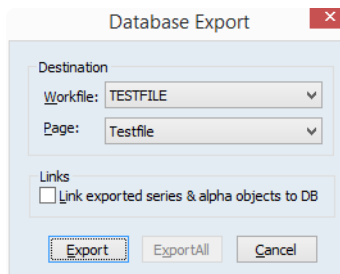 Database Export
Destination
Workfile: TESTFILE
Page: Testfile
Links
Link exported series & alpha objects to DB
Export ExportAll Cancel